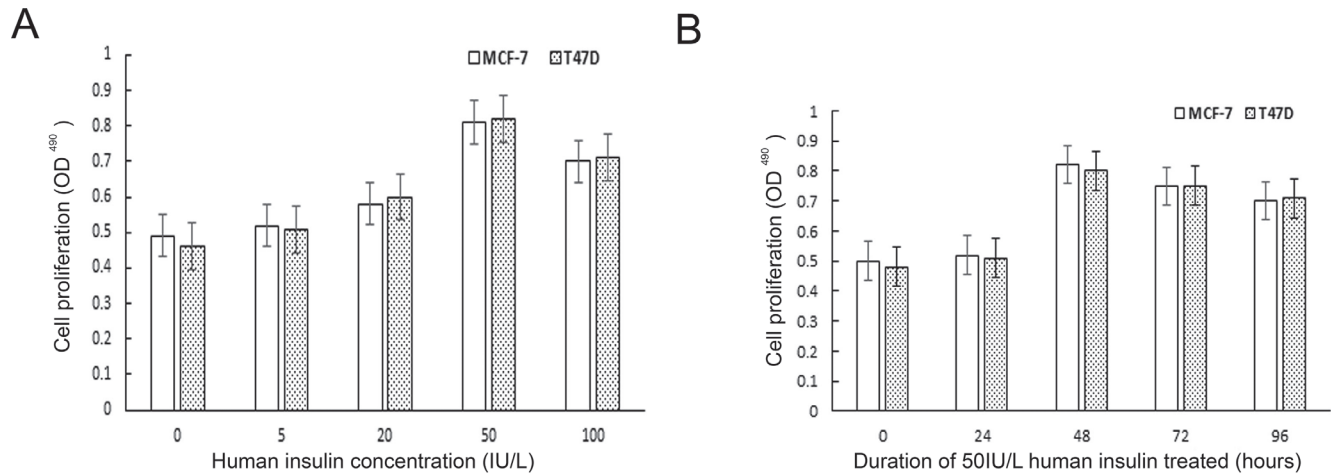 A
MCF-7 T47D
Cell proliferation (OD 490)
1
0.9
0.8
0.7
0.6
0.5
0.4
0.3
0.2
0.1
0
0 5 20 50 100
Human insulin concentration (IU/L)
B
MCF-7 T47D
Cell proliferation (OD 490)
1
0.9
0.8
0.7
0.6
0.5
0.4
0.3
0.2
0.1
0
0 24 48 72 96
Duration of 50IU/L human insulin treated (hours)